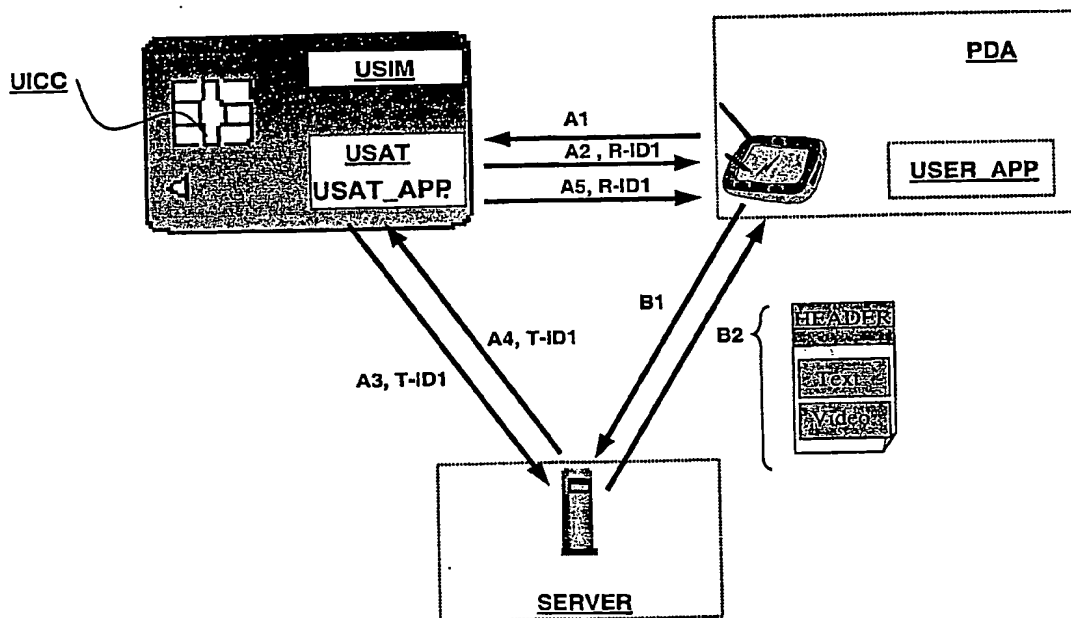 PDA
USIM
UICC
A1
USAT
A2 , R-ID1
USAT_APP
USER_APP
A5, R-ID1
B1
HEADER
B2
A4, T-ID1
Text
A3, T-ID1
Video
SERVER